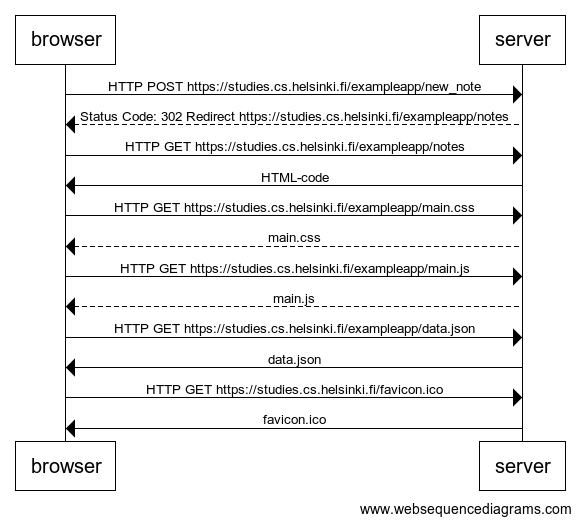 browser server
HTTP POST https://studies.cs.helsinki.fi/exampleapp/new_note
Status Code: 302 Redirect https://studies.cs.helsinki.fi/exampleapp/notes
HTTP GET https://studies.cs.helsinki.fi/exampleapp/notes
HTML-code
HTTP GET https://studies.cs.helsinki.fi/exampleapp/main.css
main.css
HTTP GET https://studies.cs.helsinki.fi/exampleapp/main.js
main.js
HTTP GET https://studies.cs.helsinki.fi/exampleapp/data.json
data.json
HTTP GET https://studies.cs.helsinki.fi/favicon.ico
favicon.ico
browser server
www.websequencediagrams.com